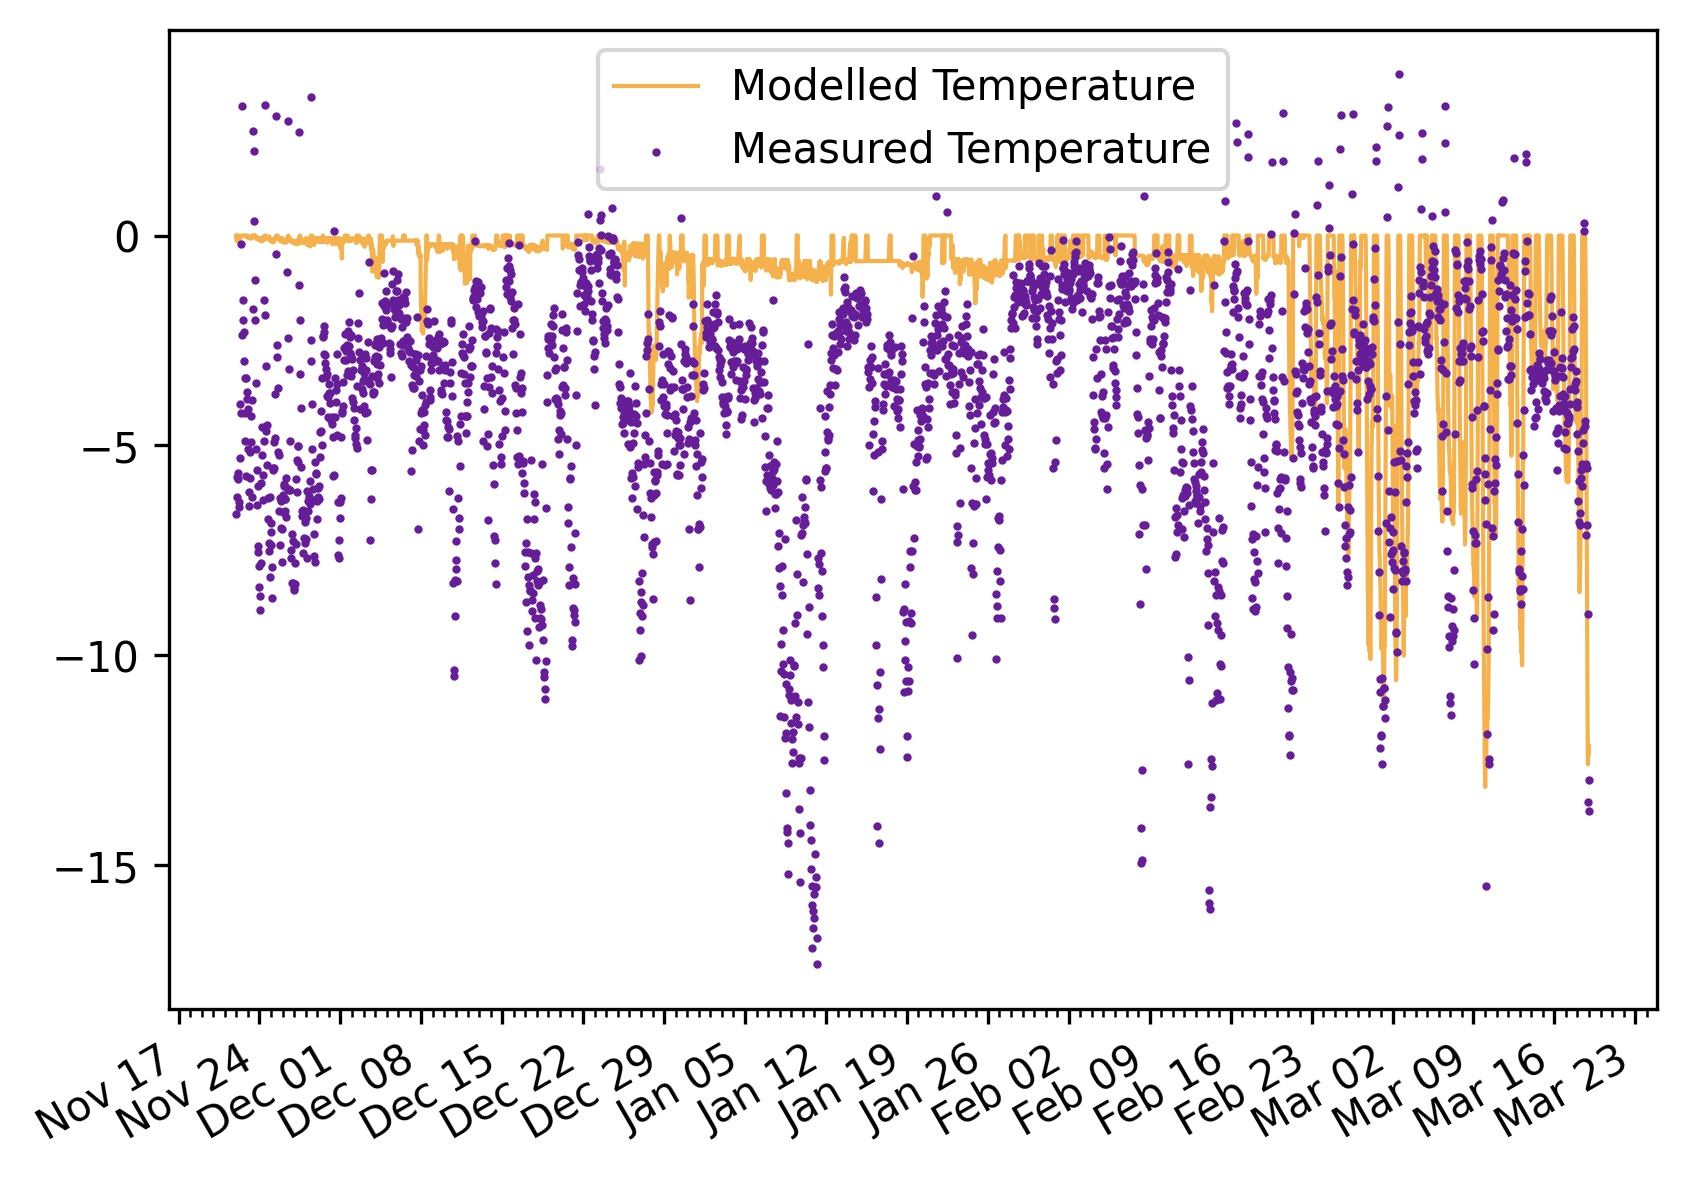 Modelled Temperature
Measured Temperature
0
−5
−10
−15
Nov 17
Nov 24
Dec 01
Dec 08
Dec 15
Dec 22
Dec 29
Jan 05
Jan 12
Jan 19
Jan 26
Feb 02
Feb 09
Feb 16
Feb 23
Mar 02
Mar 09
Mar 16
Mar 23